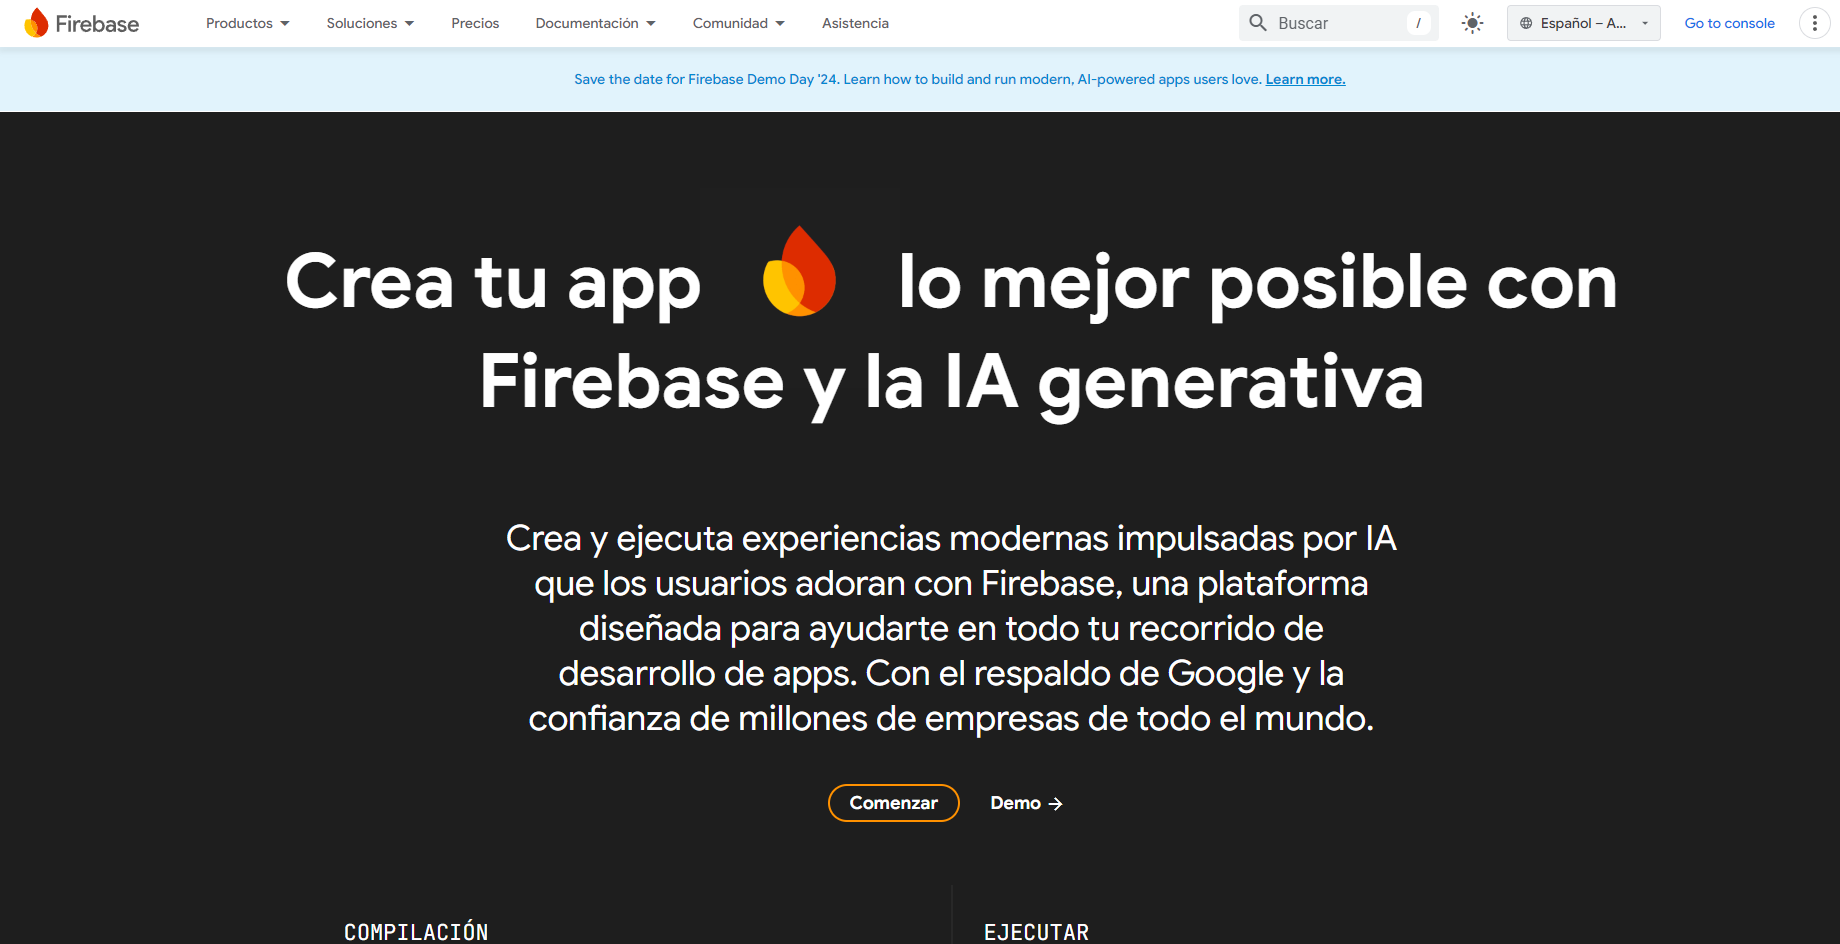 Firebase
Productos
Soluciones
Precios
Documentación
Comunidad
Asistencia
Buscar
/
Español – A...
Go to console
Save the date for Firebase Demo Day '24. Learn how to build and run modern, AI-powered apps users love. Learn more.
Crea tu app lo mejor posible con
Firebase y la IA generativa
Crea y ejecuta experiencias modernas impulsadas por IA
que los usuarios adoran con Firebase, una plataforma
diseñada para ayudarte en todo tu recorrido de
desarrollo de apps. Con el respaldo de Google y la
confianza de millones de empresas de todo el mundo.
Comenzar
Demo →
COMPILACIÓN
EJECUTAR